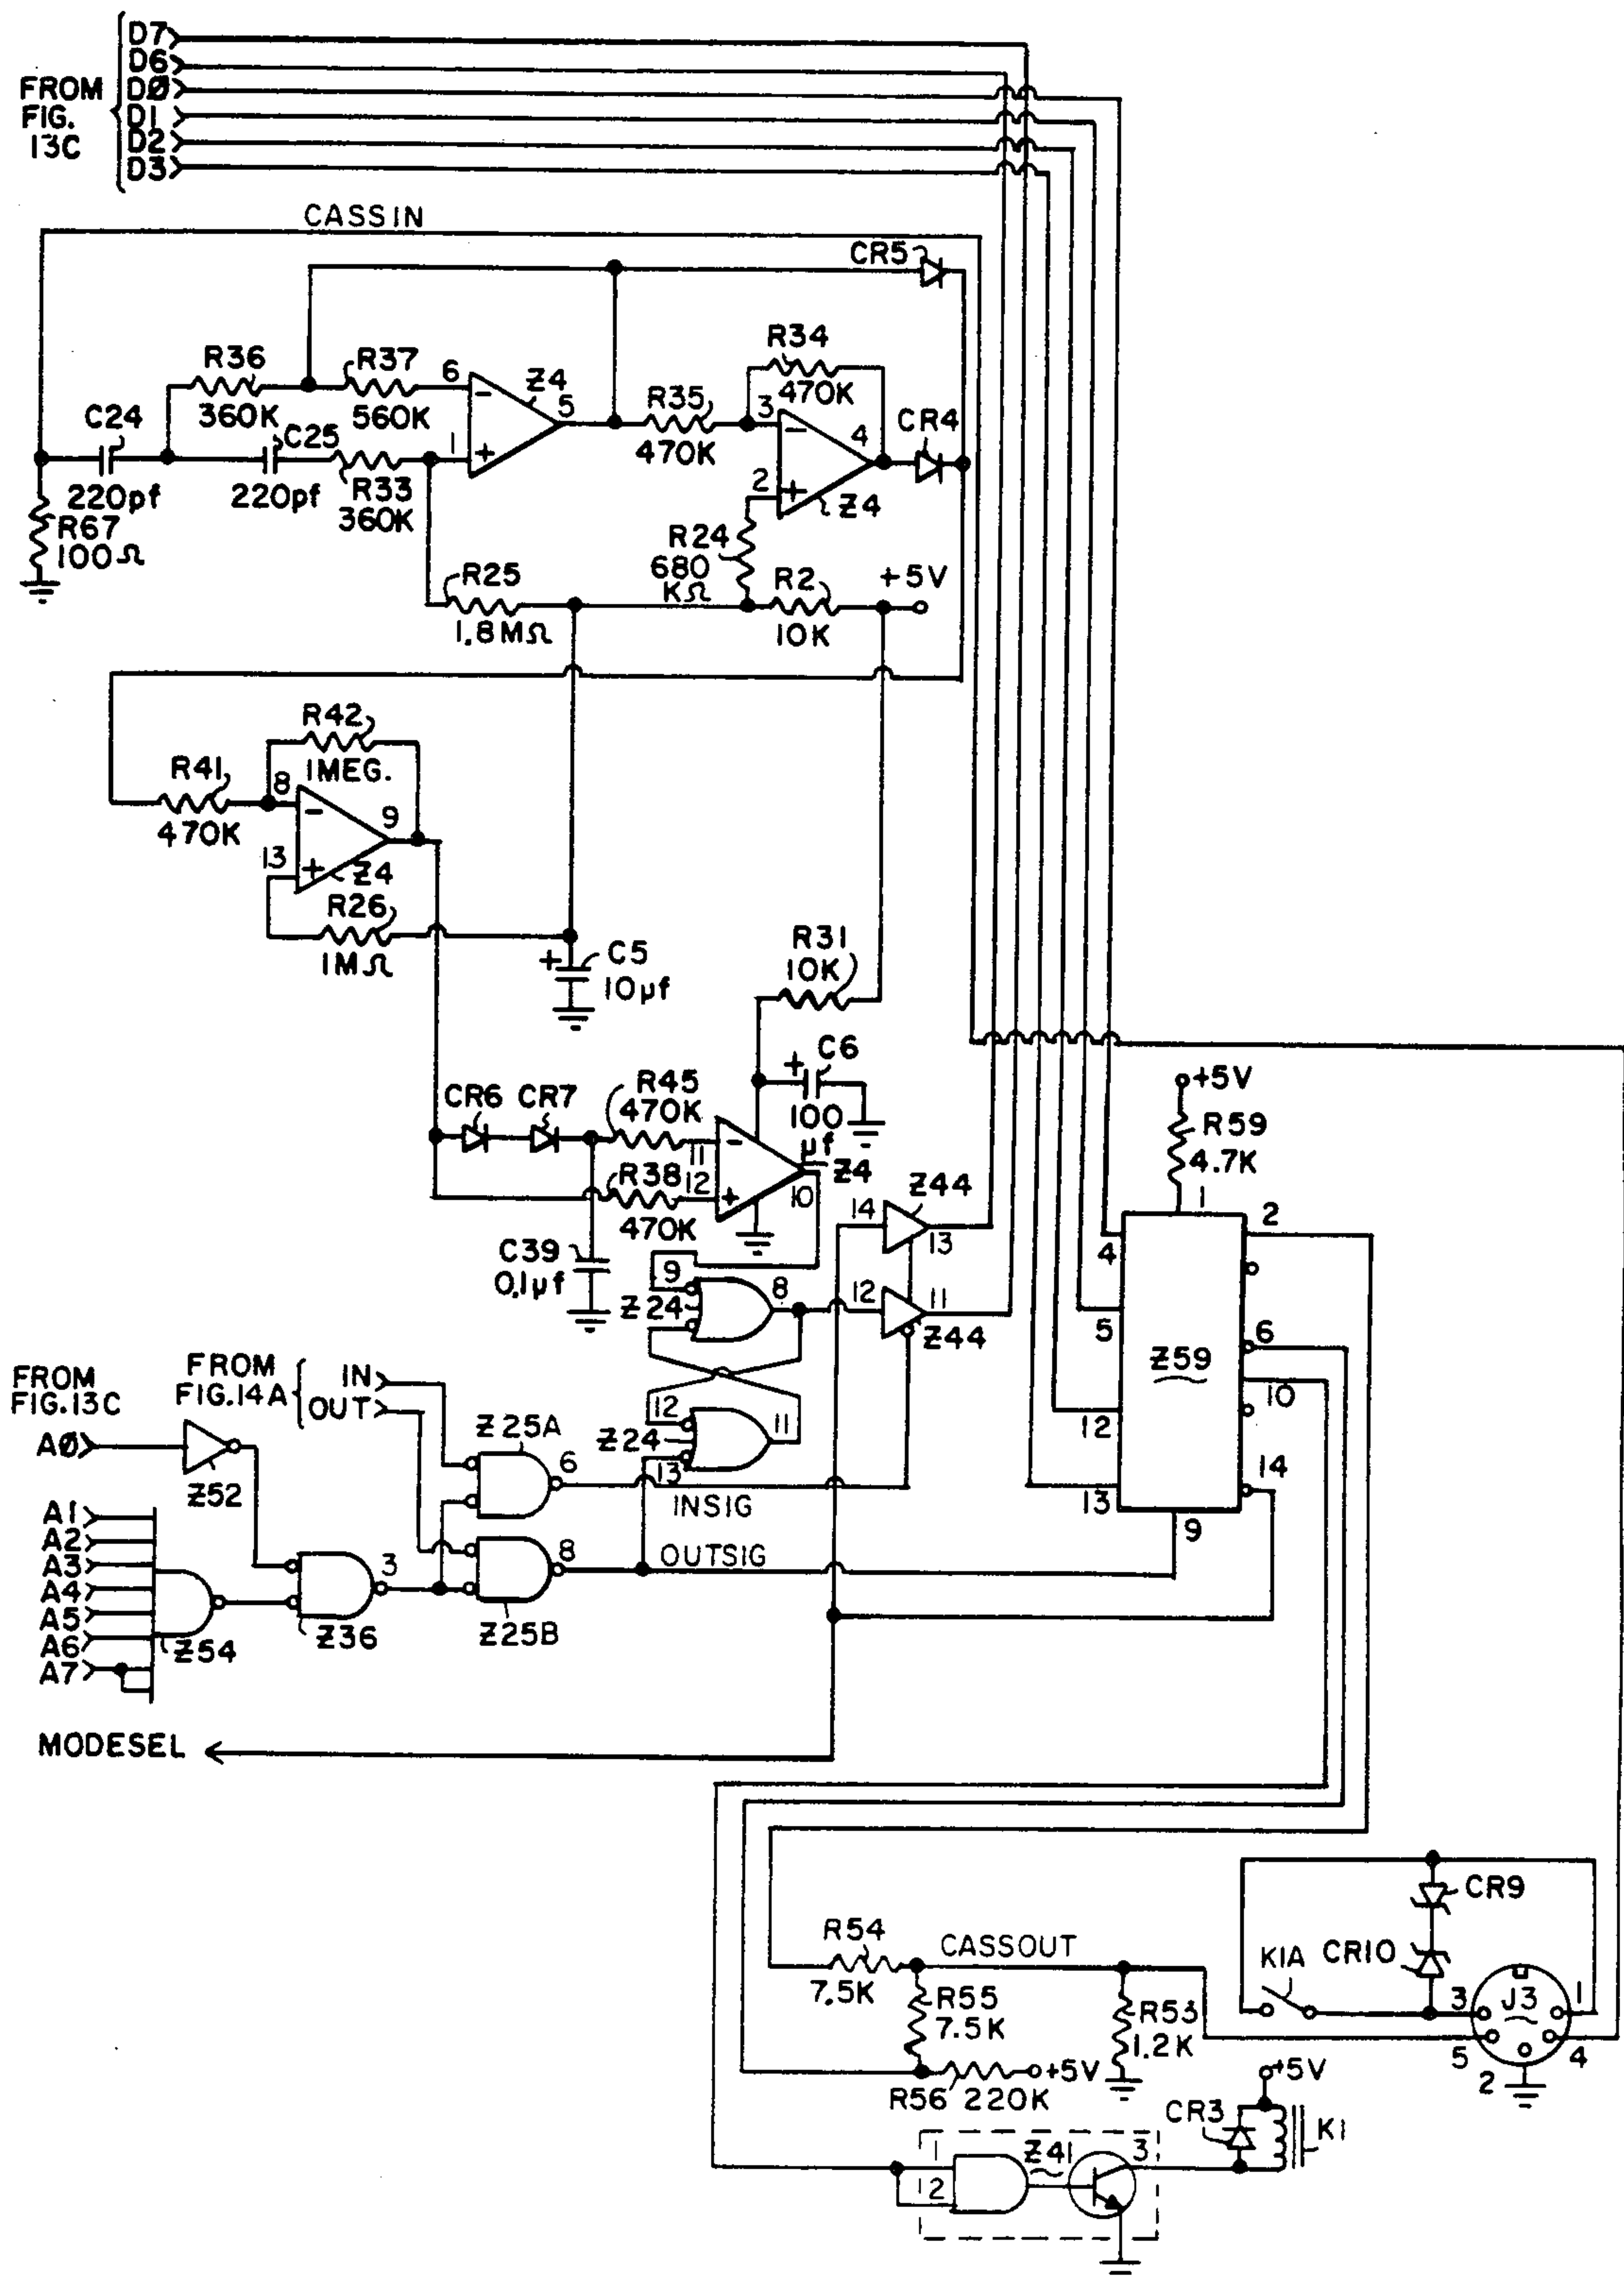 FROM
FIG.
13C
D7
D6
DØ
D1
D2
D3
CASSIN
CR5
R36
360K
R37
560K
6
Z4
5
1
C24
220pf
C25
220pf
R33
360K
R67
100Ω
R35
470K
R34
470K
3
4
2
Z4
CR4
R24
680
KΩ
R25
1.8MΩ
R2
10K
+5V
R42
1MEG.
R41
470K
8
9
13
Z4
R26
1MΩ
C5
10µf
R31
10K
C6
100
µf
CR6
CR7
R45
470K
11
R38
470K
12
Z4
10
C39
0.1µf
Z44
14
13
12
11
Z44
9
8
Z24
12
11
Z24
13
+5V
R59
4.7K
1
2
4
5
6
Z59
10
12
14
13
9
FROM
FIG.13C
FROM
FIG.14A
IN
OUT
AØ
Z52
Z25A
6
INSIG
A1
A2
A3
A4
A5
A6
A7
Z54
3
Z36
8
OUTSIG
Z25B
MODESEL
R54
7.5K
CASSOUT
R55
7.5K
R53
1.2K
R56 220K
+5V
K1A
CR9
CR10
J3
3
1
5
4
2
+5V
CR3
K1
1
2
Z41
3